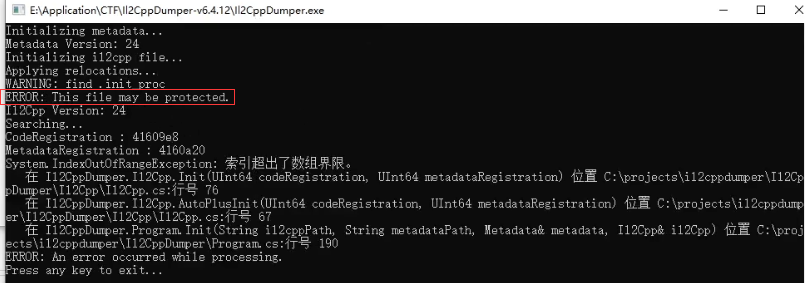 E:\Application\CTF\Il2CppDumper-v6.4.12\Il2CppDumper.exe
Initializing metadata...
Metadata Version: 24
Initializing il2cpp file...
Applying relocations...
WARNING: find .init_proc
ERROR: This file may be protected.
Il2Cpp Version: 24
Searching...
CodeRegistration : 41609e8
MetadataRegistration : 4160a20
System.IndexOutOfRangeException: 索引超出了数组界限。
在 Il2CppDumper.Il2Cpp.Init(UInt64 codeRegistration, UInt64 metadataRegistration) 位置 C:\projects\il2cppdumper\Il2Cp
pDumper\Il2Cpp\Il2Cpp.cs:行号 76
在 Il2CppDumper.Il2Cpp.AutoPlusInit(UInt64 codeRegistration, UInt64 metadataRegistration) 位置 C:\projects\il2cppdump
er\Il2CppDumper\Il2Cpp\Il2Cpp.cs:行号 67
在 Il2CppDumper.Program.Init(String il2cppPath, String metadataPath, Metadata& metadata, Il2Cpp& il2Cpp) 位置 C:\proj
ects\il2cppdumper\Il2CppDumper\Program.cs:行号 190
ERROR: An error occurred while processing.
Press any key to exit...